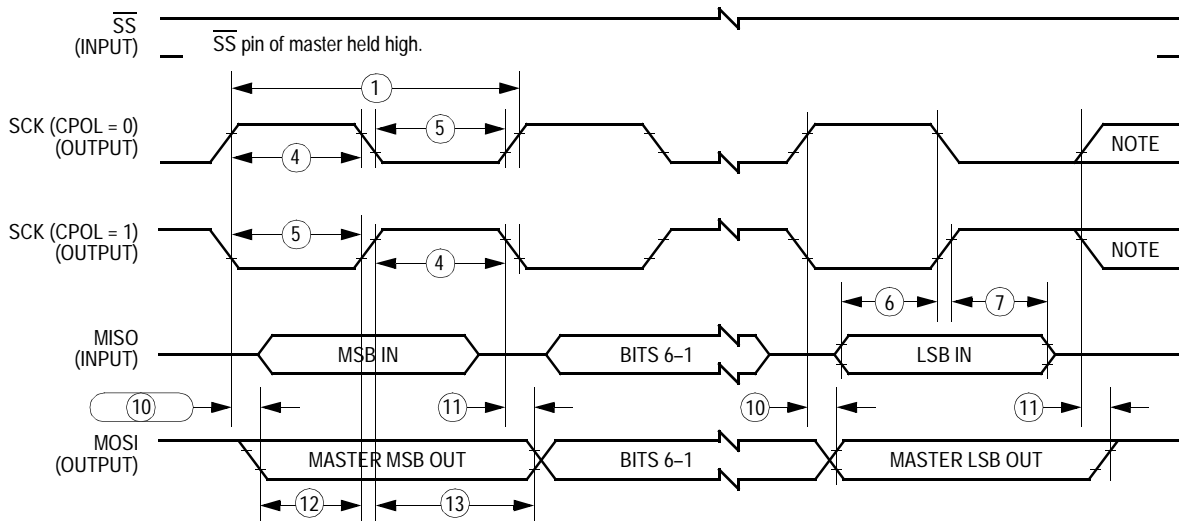 SS
(INPUT)
SS pin of master held high.
1
SCK (CPOL = 0)
(OUTPUT)
5
4
NOTE
SCK (CPOL = 1)
(OUTPUT)
5
4
NOTE
6
7
MISO
(INPUT)
MSB IN
BITS 6–1
LSB IN
10
11
10
11
MOSI
(OUTPUT)
MASTER MSB OUT
BITS 6–1
MASTER LSB OUT
12
13